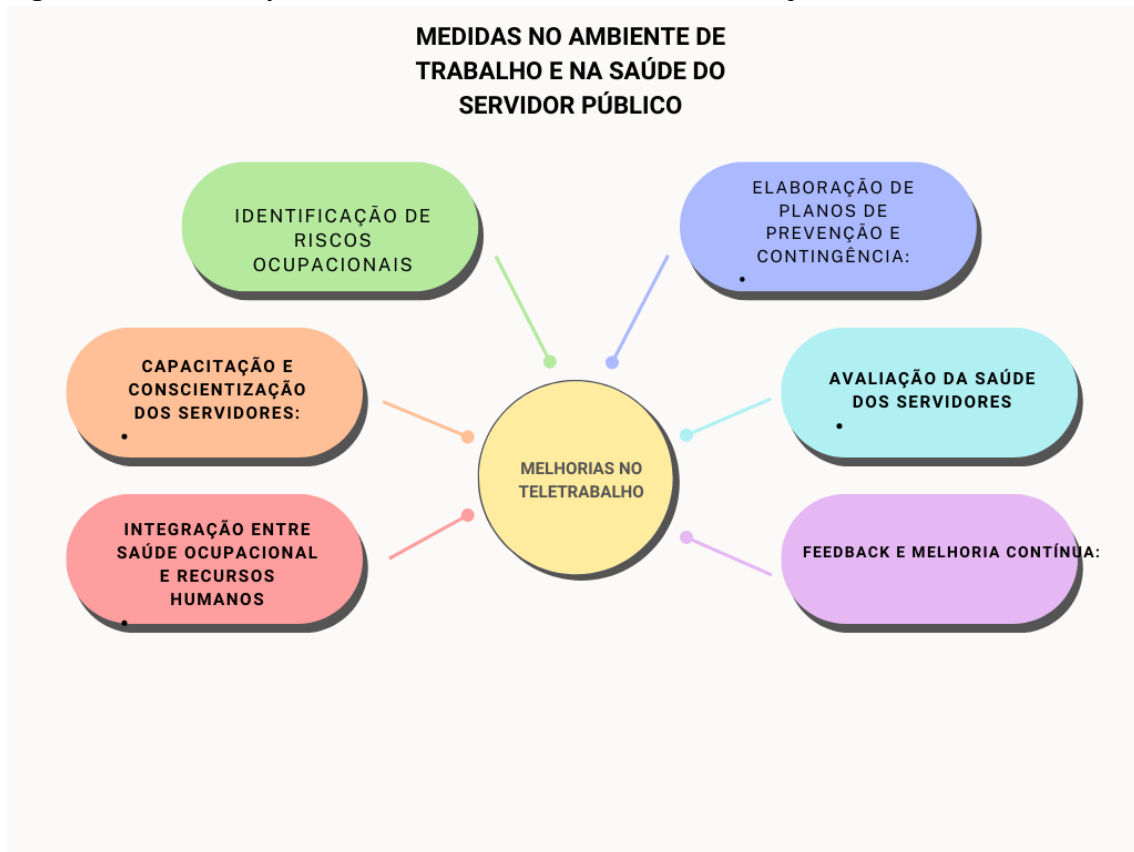 MEDIDAS NO AMBIENTE DE
TRABALHO E NA SAÚDE DO
SERVIDOR PÚBLICO
IDENTIFICAÇÃO DE
RISCOS
OCUPACIONAIS
ELABORAÇÃO DE
PLANOS DE
PREVENÇÃO E
CONTINGÊNCIA:
•
CAPACITAÇÃO E
CONSCIENTIZAÇÃO
DOS SERVIDORES:
•
AVALIAÇÃO DA SAÚDE
DOS SERVIDORES
•
MELHORIAS NO
TELETRABALHO
INTEGRAÇÃO ENTRE
SAÚDE OCUPACIONAL
E RECURSOS
HUMANOS
•
FEEDBACK E MELHORIA CONTÍNUA: